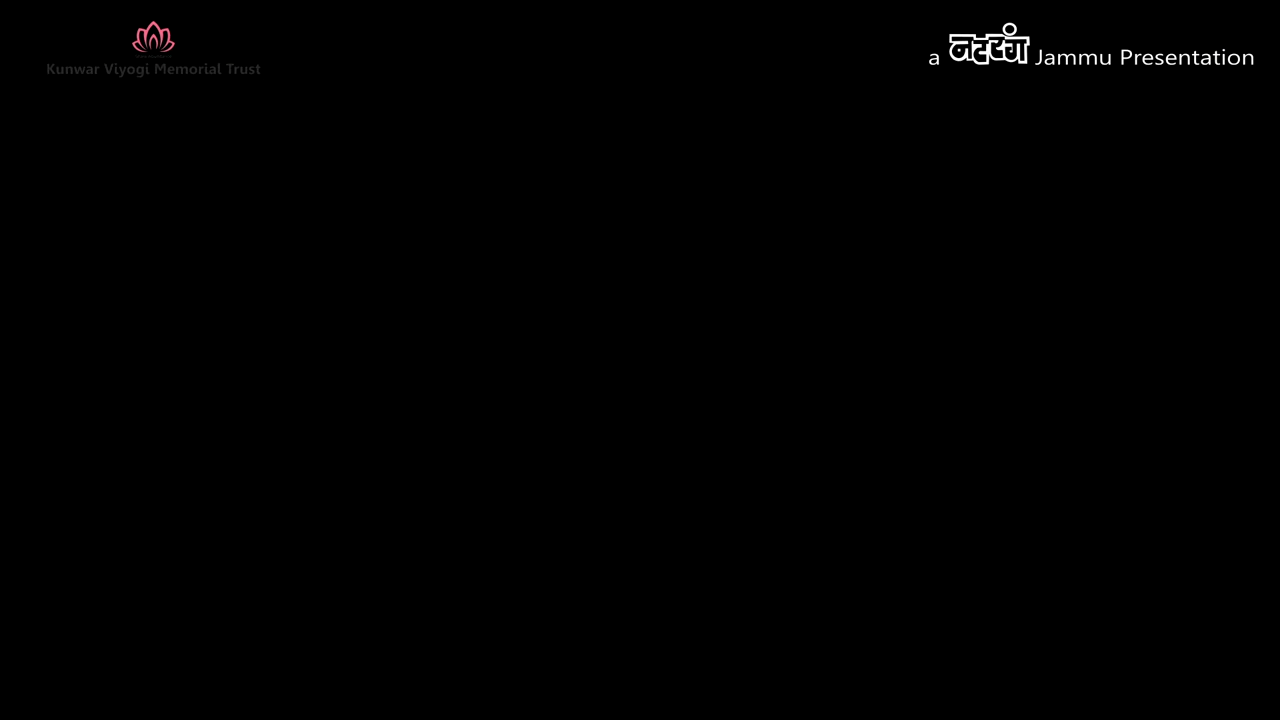 Kunwar Viyogi Memorial Trust
a नटरंग Jammu Presentation